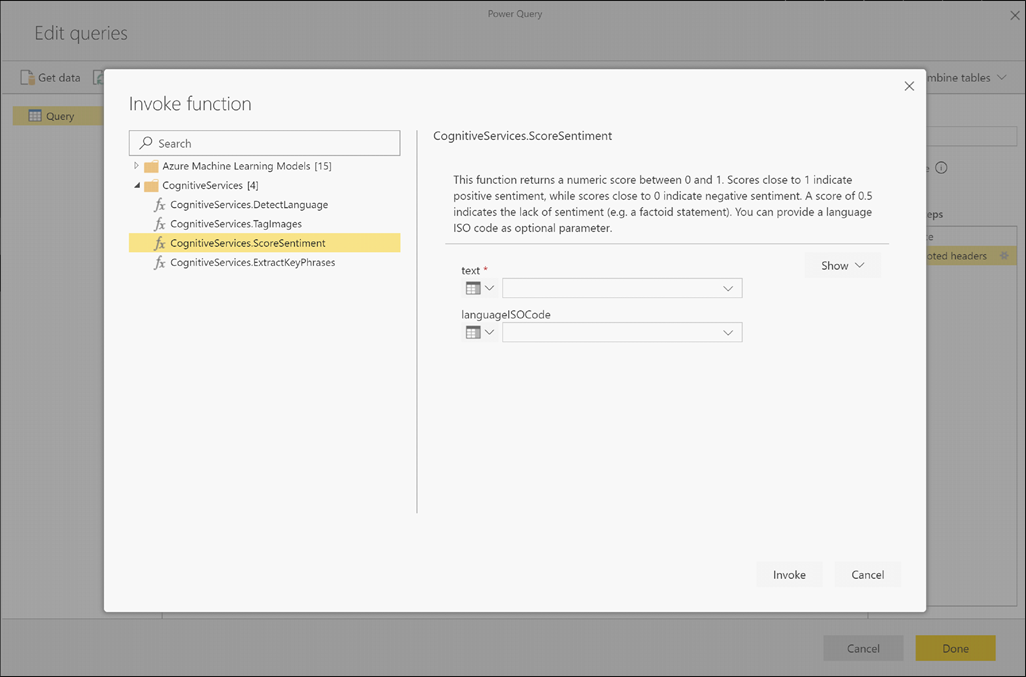 Power Query
Edit queries
Get data
mbine tables
Query
Invoke function
Search
Azure Machine Learning Models [15]
CognitiveServices [4]
fx CognitiveServices.DetectLanguage
fx CognitiveServices.TagImages
fx CognitiveServices.ScoreSentiment
fx CognitiveServices.ExtractKeyPhrases
CognitiveServices.ScoreSentiment
This function returns a numeric score between 0 and 1. Scores close to 1 indicate
positive sentiment, while scores close to 0 indicate negative sentiment. A score of 0.5
indicates the lack of sentiment (e.g. a factoid statement). You can provide a language
ISO code as optional parameter.
Show
text *
languageISOCode
Invoke
Cancel
eps
oted headers
Cancel
Done